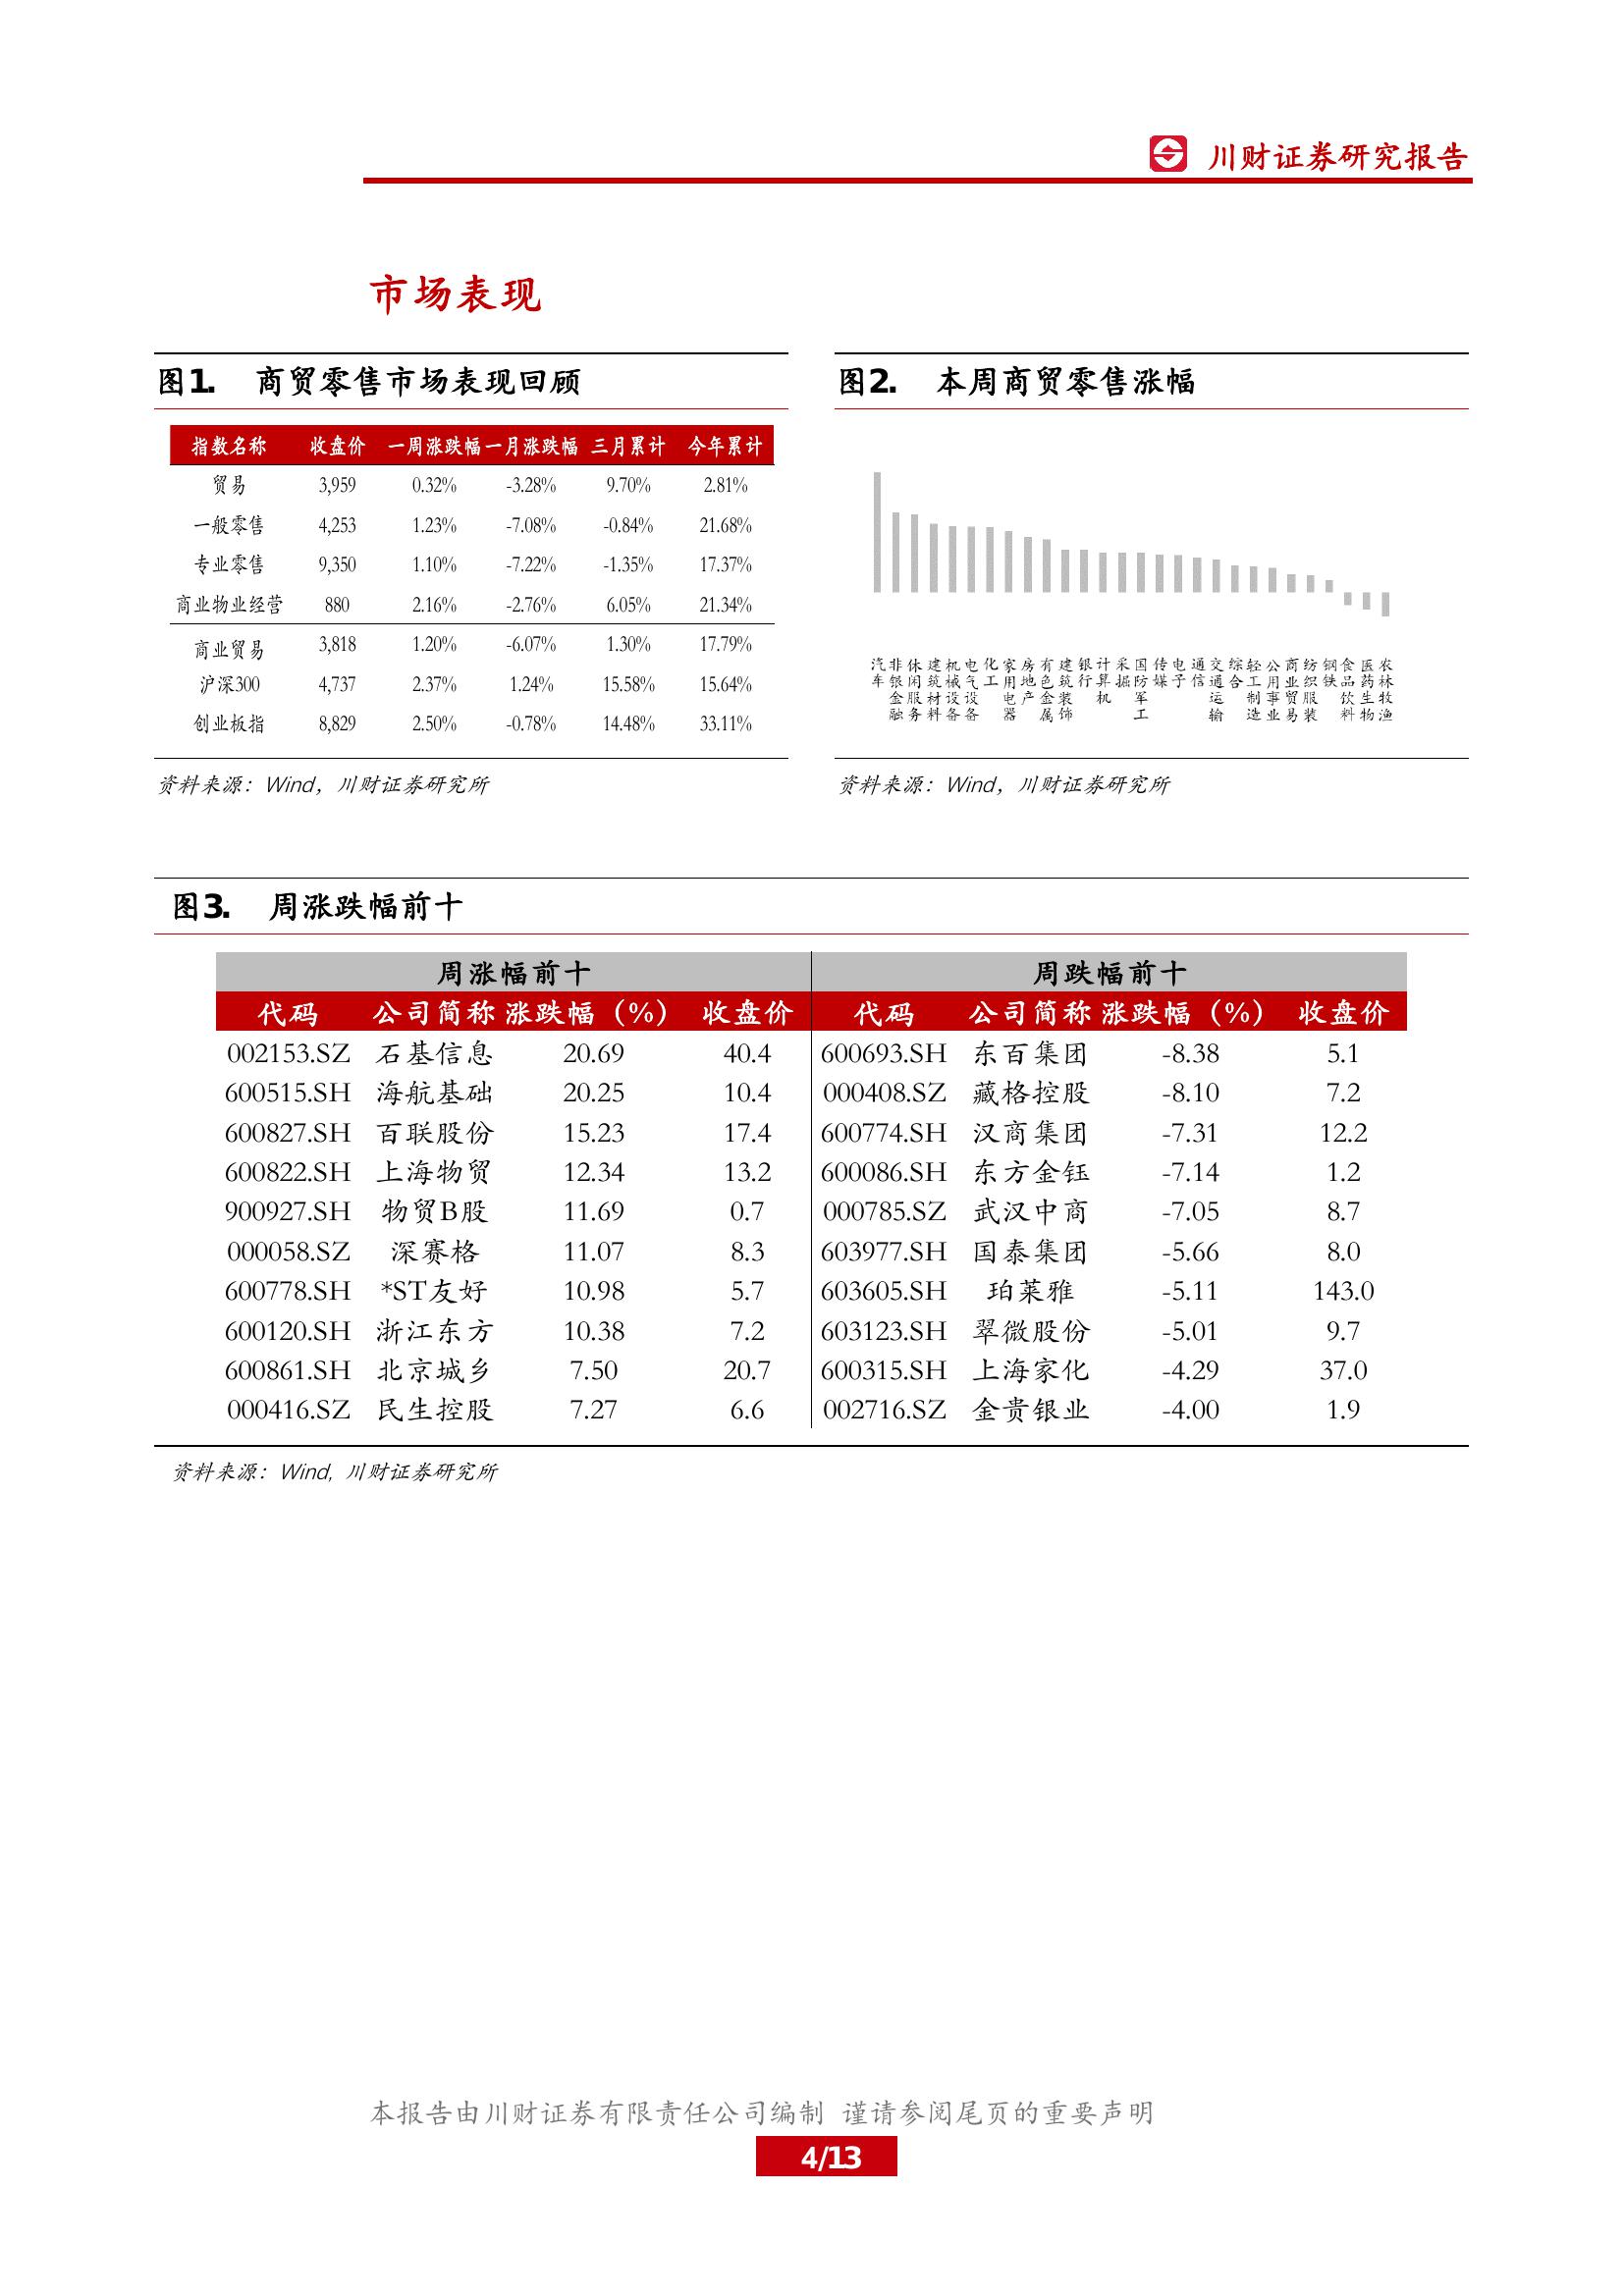 川财证券研究报告
市场表现
图1. 商贸零售市场表现回顾
指数名称 收盘价 一周涨跌幅 一月涨跌幅 三月累计 今年累计
贸易 3,959 0.32% -3.28% 9.70% 2.81%
一般零售 4,253 1.23% -7.08% -0.84% 21.68%
专业零售 9,350 1.10% -7.22% -1.35% 17.37%
商业物业经营 880 2.16% -2.76% 6.05% 21.34%
商业贸易 3,818 1.20% -6.07% 1.30% 17.79%
沪深300 4,737 2.37% 1.24% 15.58% 15.64%
创业板指 8,829 2.50% -0.78% 14.48% 33.11%
资料来源：Wind，川财证券研究所
图2. 本周商贸零售涨幅
汽车 非银金融 休闲服务 建筑材料 机械设备 电气设备 化工 家用电器 房地产 有色金属 建筑装饰 银行 计算机 采掘 国防军工 传媒 电子 通信 交通运输 综合 轻工制造 公用事业 商业贸易 纺织服装 钢铁 食品饮料 医药生物 农林牧渔
资料来源：Wind，川财证券研究所
图3. 周涨跌幅前十
周涨幅前十 周跌幅前十
代码 公司简称 涨跌幅（%） 收盘价 代码 公司简称 涨跌幅（%） 收盘价
002153.SZ 石基信息 20.69 40.4 600693.SH 东百集团 -8.38 5.1
600515.SH 海航基础 20.25 10.4 000408.SZ 藏格控股 -8.10 7.2
600827.SH 百联股份 15.23 17.4 600774.SH 汉商集团 -7.31 12.2
600822.SH 上海物贸 12.34 13.2 600086.SH 东方金钰 -7.14 1.2
900927.SH 物贸B股 11.69 0.7 000785.SZ 武汉中商 -7.05 8.7
000058.SZ 深赛格 11.07 8.3 603977.SH 国泰集团 -5.66 8.0
600778.SH *ST友好 10.98 5.7 603605.SH 珀莱雅 -5.11 143.0
600120.SH 浙江东方 10.38 7.2 603123.SH 翠微股份 -5.01 9.7
600861.SH 北京城乡 7.50 20.7 600315.SH 上海家化 -4.29 37.0
000416.SZ 民生控股 7.27 6.6 002716.SZ 金贵银业 -4.00 1.9
资料来源：Wind, 川财证券研究所
本报告由川财证券有限责任公司编制 谨请参阅尾页的重要声明
4/13